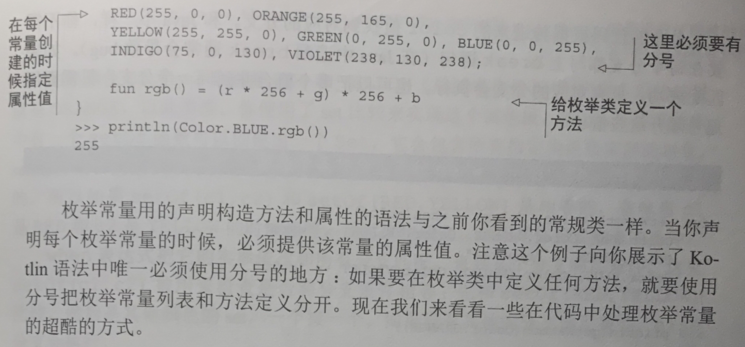 在每个
常量创
建的时
候指定
属性值
RED(255, 0, 0), ORANGE(255, 165, 0),
YELLOW(255, 255, 0), GREEN(0, 255, 0), BLUE(0, 0, 255),
INDIGO(75, 0, 130), VIOLET(238, 130, 238);
这里必须要有
分号
fun rgb() = (r * 256 + g) * 256 + b
给枚举类定义一个
方法
}
>>> println(Color.BLUE.rgb())
255
枚举常量用的声明构造方法和属性的语法与之前你看到的常规类一样。当你声
明每个枚举常量的时候，必须提供该常量的属性值。注意这个例子向你展示了 Ko-
tlin 语法中唯一必须使用分号的地方：如果要在枚举类中定义任何方法，就要使用
分号把枚举常量列表和方法定义分开。现在我们来看看一些在代码中处理枚举常量
的超酷的方式。